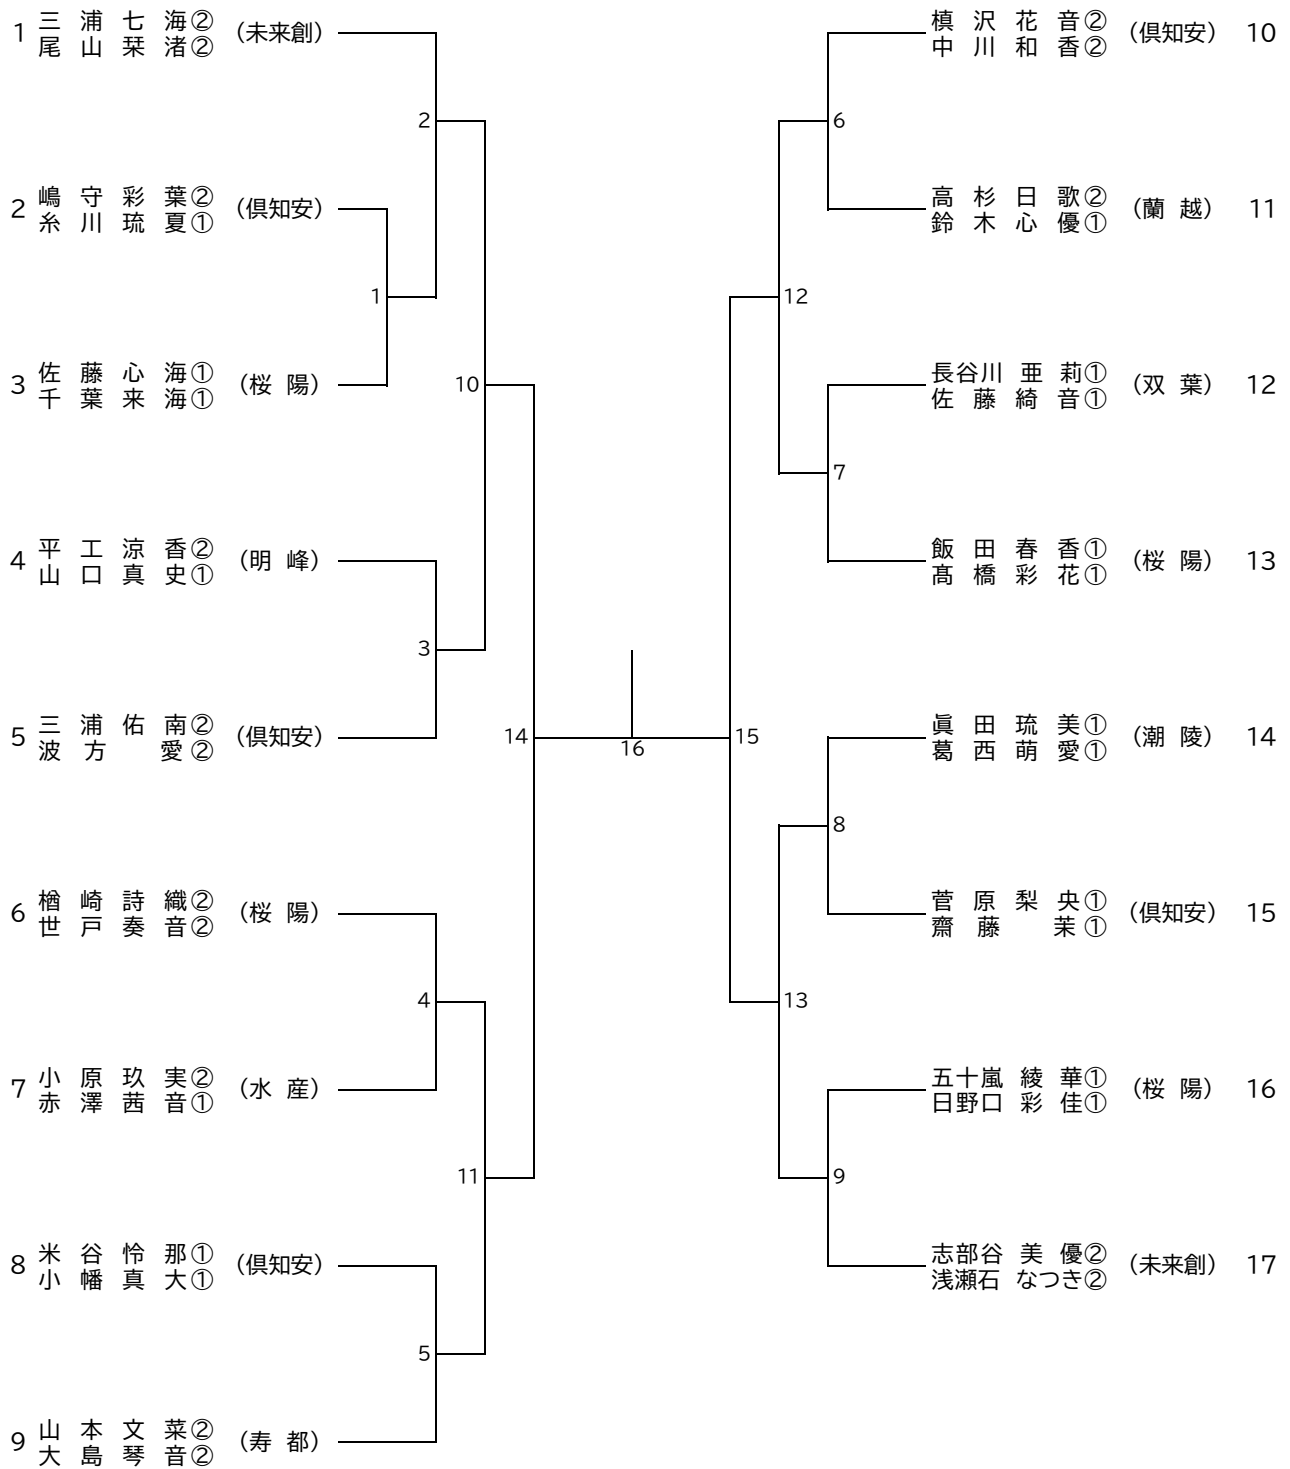 1 三浦七海② (未来創)
尾山栞渚②
2
2 嶋守彩葉② (倶知安)
糸川琉夏①
1
3 佐藤心海① (桜陽)
千葉来海①
10
4 平工涼香② (明峰)
山口真史①
3
5 三浦佑南② (倶知安)
波方愛②
14
6 楢崎詩織② (桜陽)
世戸奏音②
4
7 小原玖実② (水産)
赤澤茜音①
11
8 米谷怜那① (倶知安)
小幡真大①
5
9 山本文菜② (寿都)
大島琴音②
16
槙沢花音② (倶知安) 10
中川和香②
6
高杉日歌② (蘭越) 11
鈴木心優①
12
長谷川亜莉① (双葉) 12
佐藤綺音①
7
飯田春香① (桜陽) 13
髙橋彩花①
15
眞田琉美① (潮陵) 14
葛西萌愛①
8
菅原梨央① (倶知安) 15
齋藤茉①
13
五十嵐綾華① (桜陽) 16
日野口彩佳①
9
志部谷美優② (未来創) 17
浅瀬石なつき②